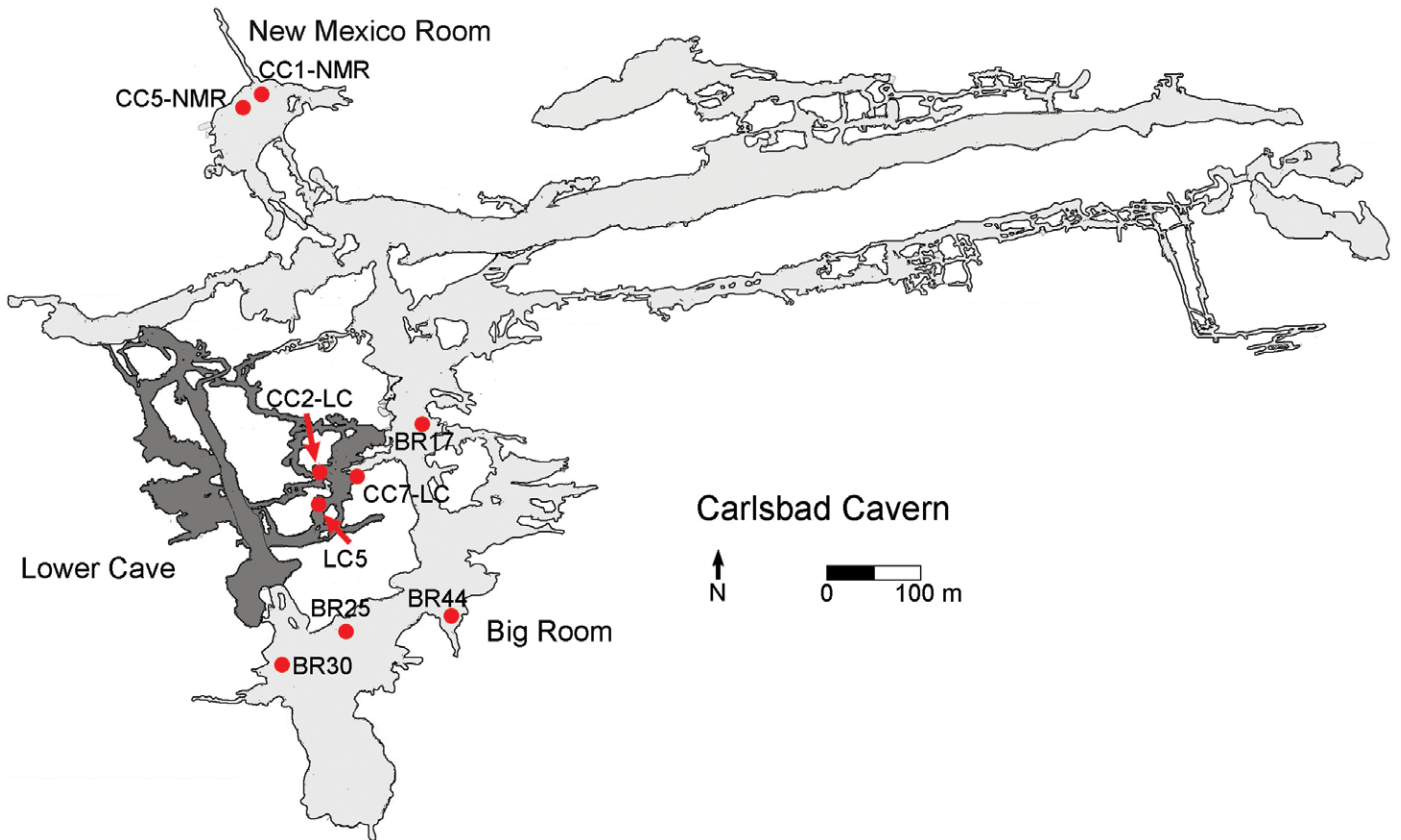 New Mexico Room
CC1-NMR
CC5-NMR
CC2-LC
BR17
CC7-LC
Carlsbad Cavern
LC5
Lower Cave
N
0 100 m
BR25
BR44
Big Room
BR30